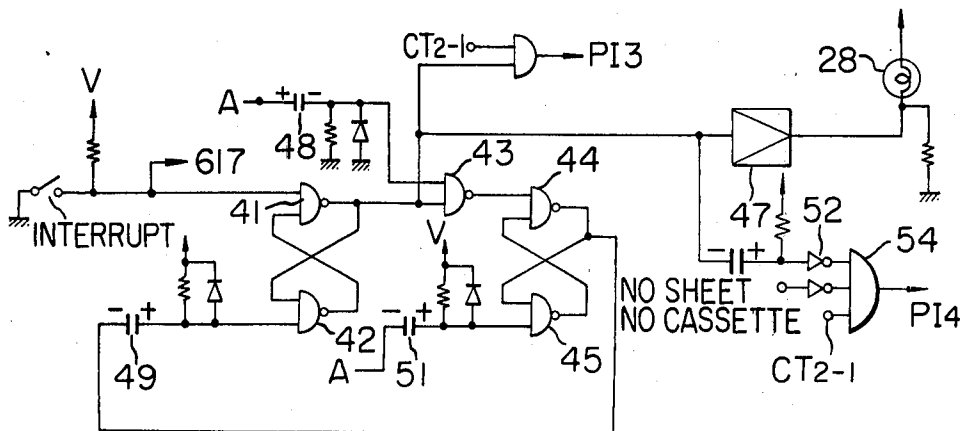 CT2-1
PI3
28
V
A
+ -
48
617
43
44
41
47
52
54
INTERRUPT
V
- +
NO SHEET
NO CASSETTE
PI4
- +
49
42
- +
A
51
45
CT2-1